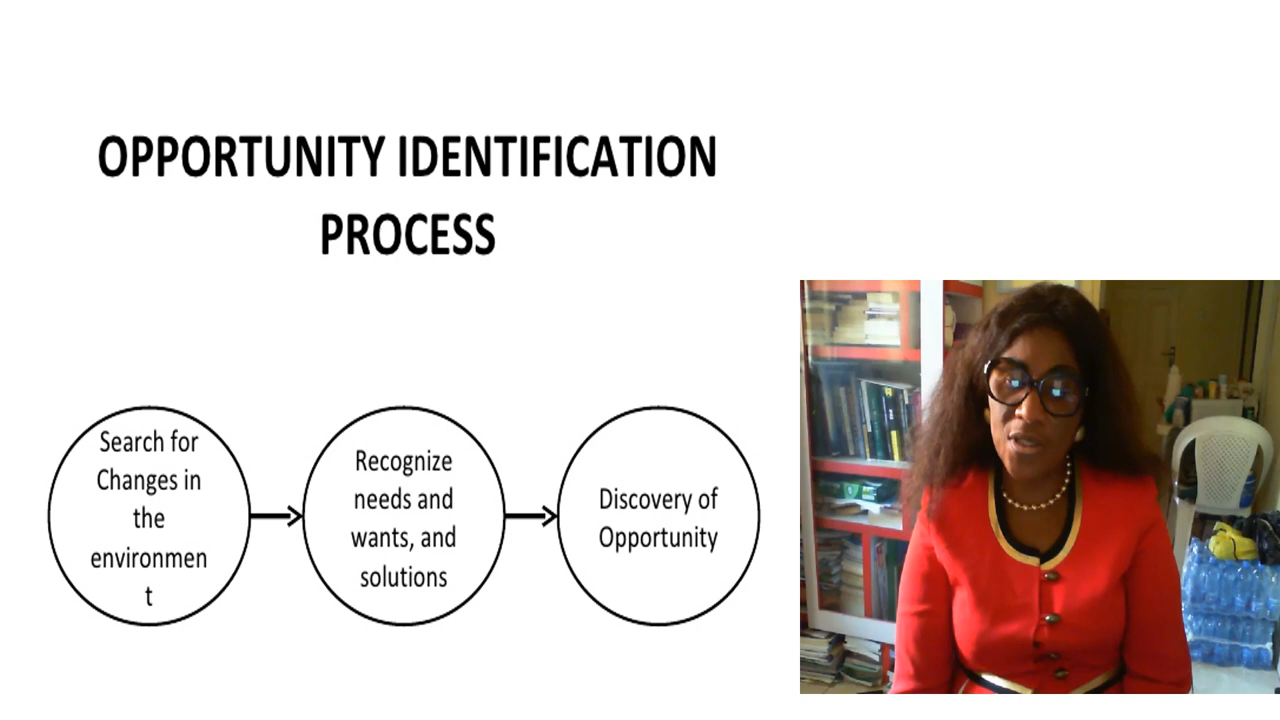 OPPORTUNITY IDENTIFICATION
PROCESS
Search for
Changes in
the
environmen
t
Recognize
needs and
wants, and
solutions
Discovery of
Opportunity